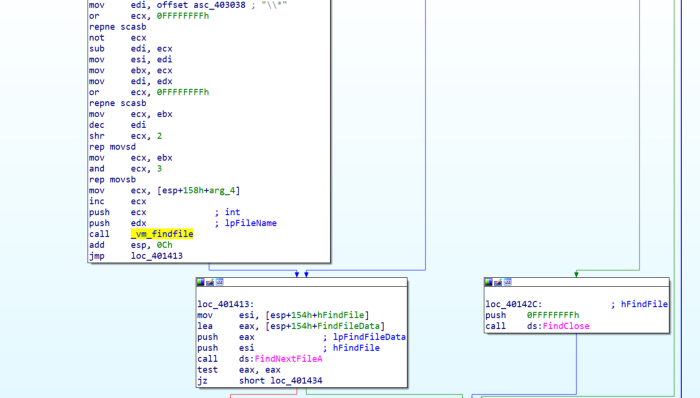 mov edi, offset asc_403038 ; "\\*"
or ecx, 0FFFFFFFFh
repne scasb
not ecx
sub edi, ecx
mov esi, edi
mov ebx, ecx
mov edi, edx
or ecx, 0FFFFFFFFh
repne scasb
mov ecx, ebx
dec edi
shr ecx, 2
rep movsd
mov ecx, ebx
and ecx, 3
rep movsb
mov ecx, [esp+158h+arg_4]
inc ecx
push ecx ; int
push edx ; lpFileName
call _vm_findfile
add esp, 0Ch
jmp loc_401413
loc_401413:
mov esi, [esp+154h+hFindFile]
lea eax, [esp+154h+FindFileData]
push eax ; lpFindFileData
push esi ; hFindFile
call ds:FindNextFileA
test eax, eax
jz short loc_401434
loc_40142C: ; hFindFile
push 0FFFFFFFFh
call ds:FindClose